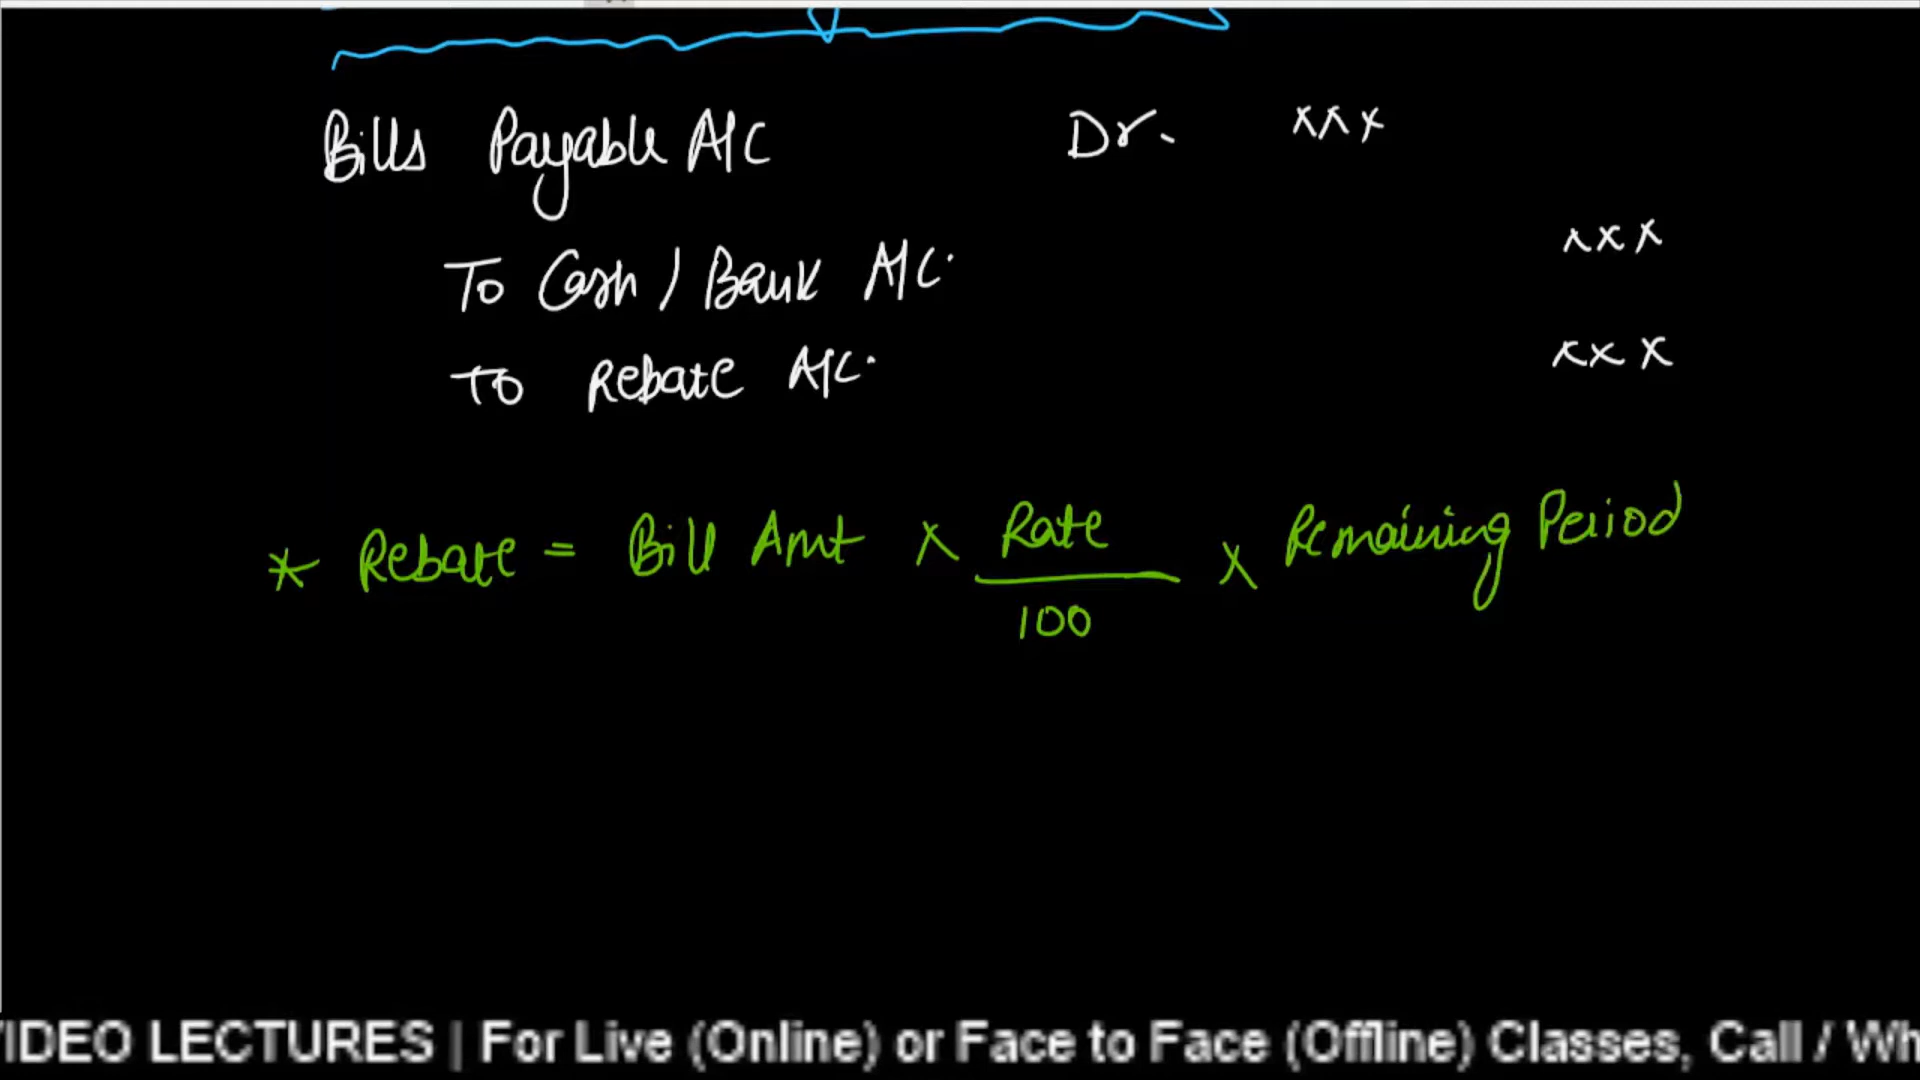 Bills Payable A/C Dr. xxx
To Cash / Bank A/C. xxx
To Rebate A/C. xxx
* Rebate = Bill Amt x Rate / 100 x Remaining Period
VIDEO LECTURES | For Live (Online) or Face to Face (Offline) Classes, Call / Wh